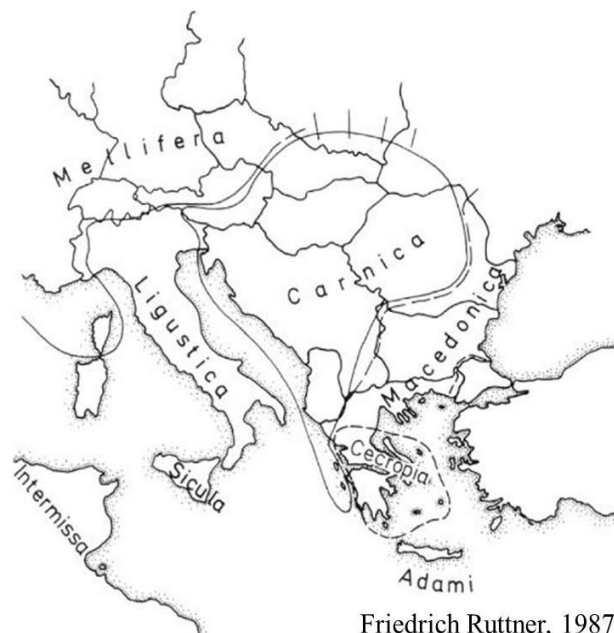 Mellifera
Carnica
Ligustica
Macedonica
Cecropia
Sicula
Intermissa
Adami
Friedrich Ruttner, 1987